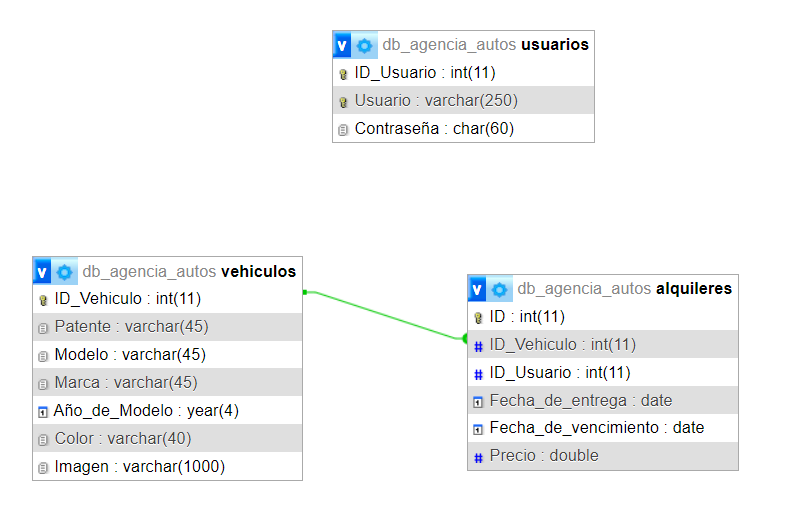 v db_agencia_autos usuarios
ID_Usuario : int(11)
Usuario : varchar(250)
Contraseña : char(60)
v db_agencia_autos vehiculos
ID_Vehiculo : int(11)
Patente : varchar(45)
Modelo : varchar(45)
Marca : varchar(45)
Año_de_Modelo : year(4)
Color : varchar(40)
Imagen : varchar(1000)
v db_agencia_autos alquileres
ID : int(11)
# ID_Vehiculo : int(11)
# ID_Usuario : int(11)
Fecha_de_entrega : date
Fecha_de_vencimiento : date
# Precio : double